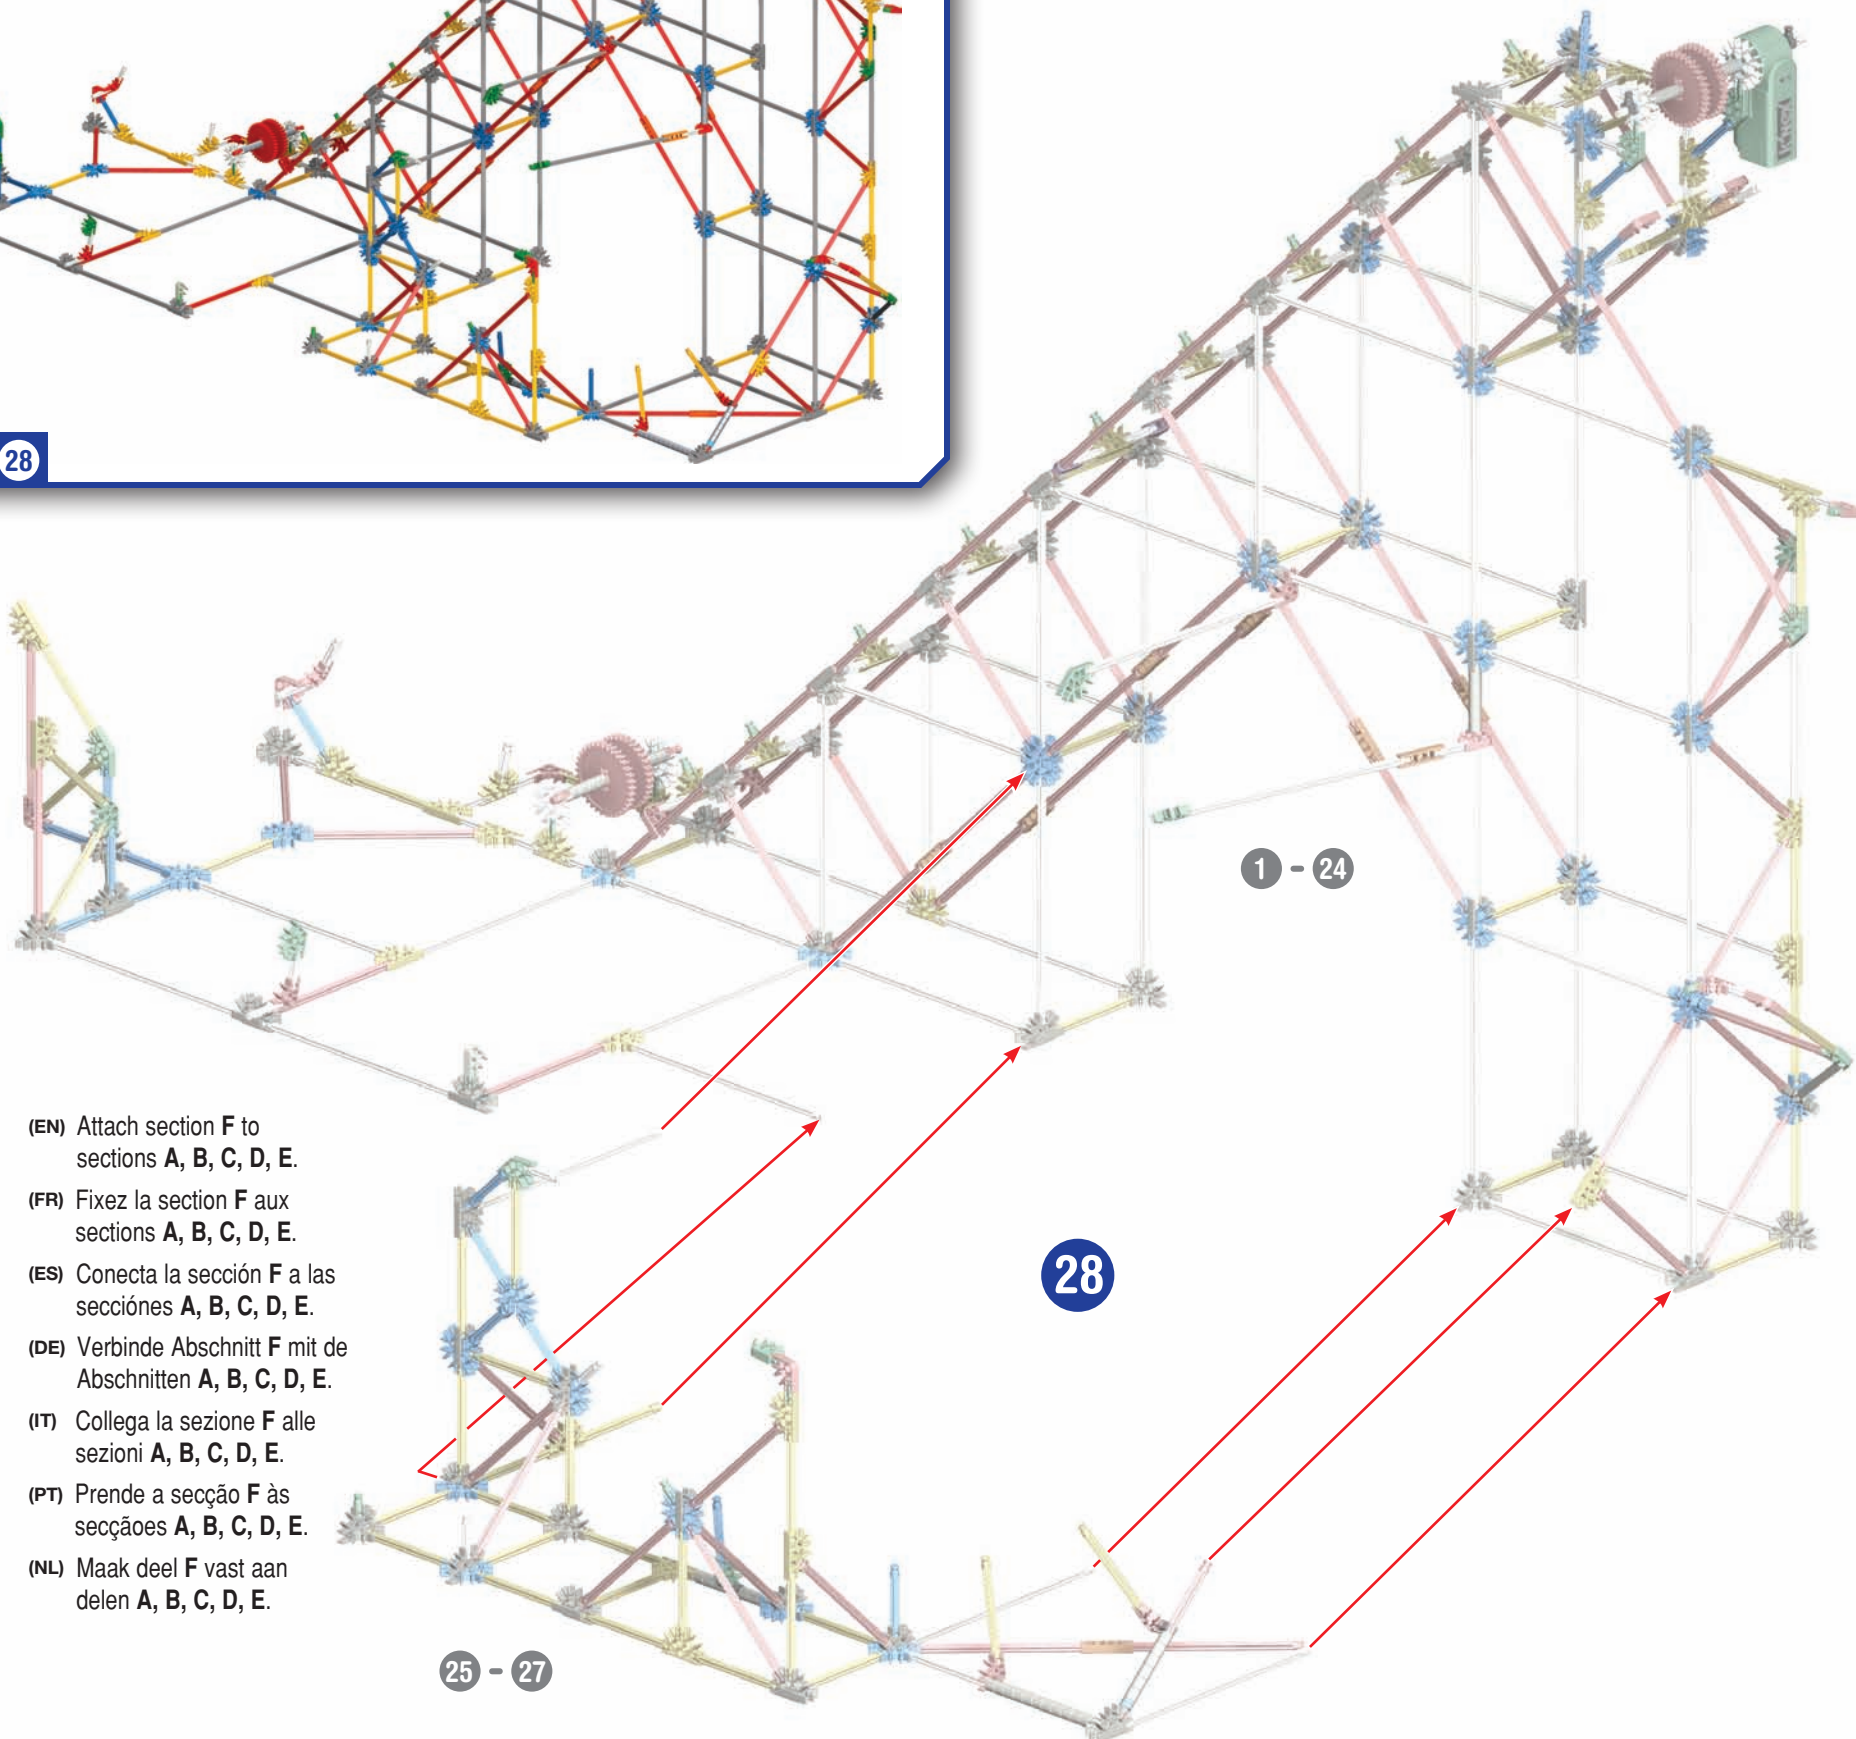 28
1 - 24
(EN) Attach section F to
sections A, B, C, D, E.
(FR) Fixez la section F aux
sections A, B, C, D, E.
(ES) Conecta la sección F a las
secciónes A, B, C, D, E.
(DE) Verbinde Abschnitt F mit de
Abschnitten A, B, C, D, E.
(IT) Collega la sezione F alle
sezioni A, B, C, D, E.
(PT) Prende a secção F às
secçãoes A, B, C, D, E.
(NL) Maak deel F vast aan
delen A, B, C, D, E.
28
25 - 27